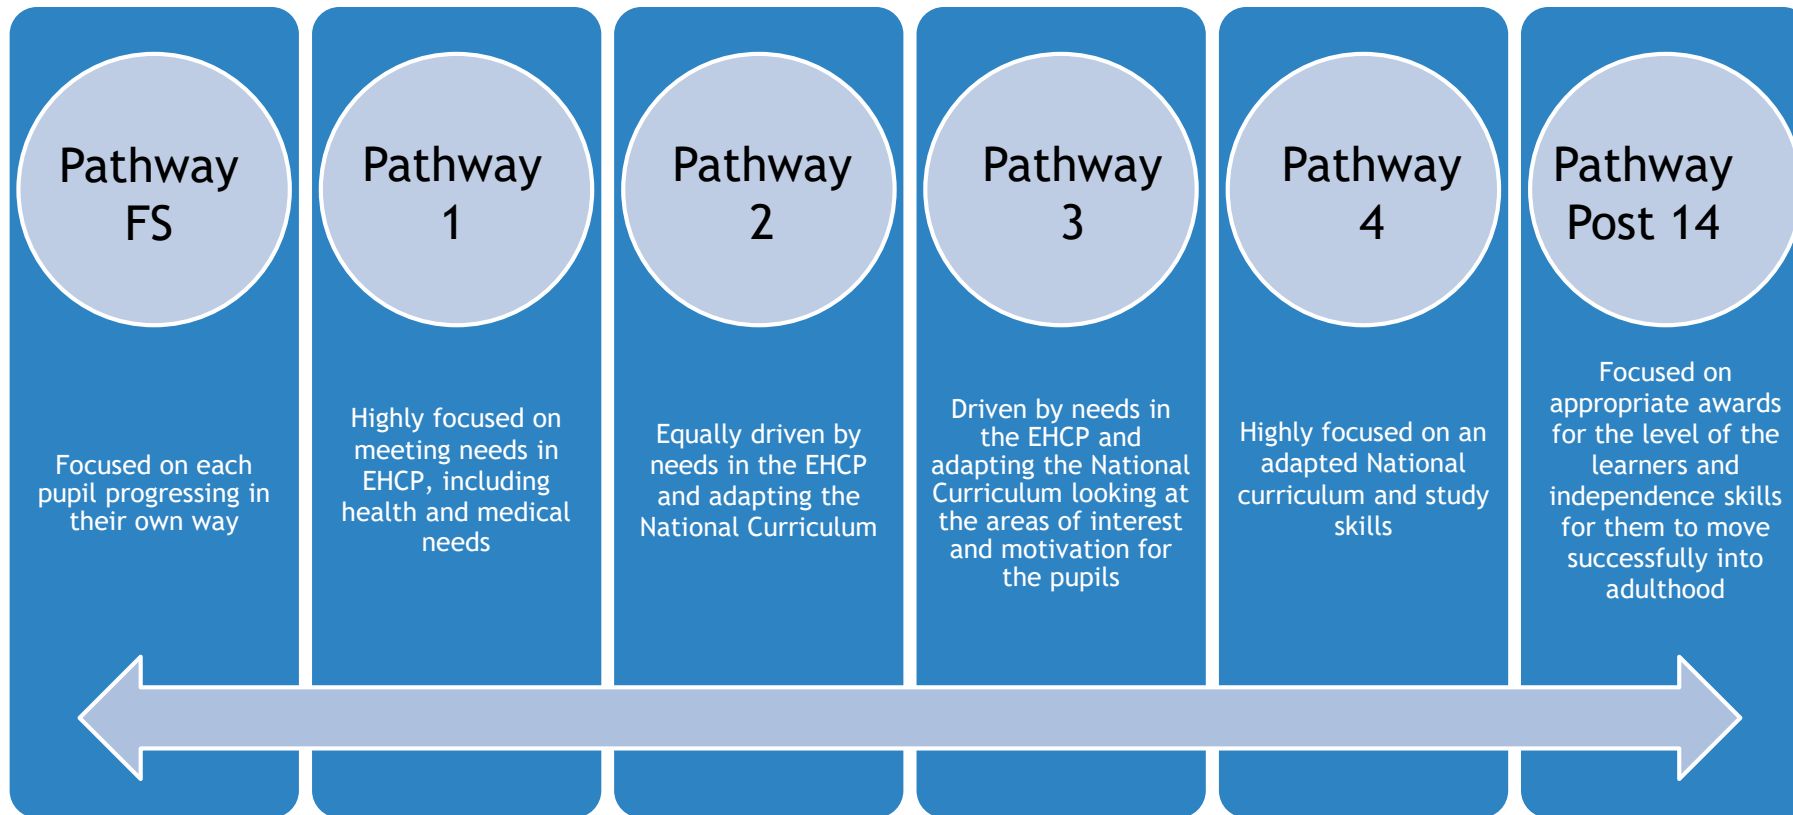 Pathway
FS
Focused on each
pupil progressing in
their own way
Pathway
1
Highly focused on
meeting needs in
EHCP, including
health and medical
needs
Pathway
2
Equally driven by
needs in the EHCP
and adapting the
National Curriculum
Pathway
3
Driven by needs in
the EHCP and
adapting the National
Curriculum looking at
the areas of interest
and motivation for
the pupils
Pathway
4
Highly focused on an
adapted National
curriculum and study
skills
Pathway
Post 14
Focused on
appropriate awards
for the level of the
learners and
independence skills
for them to move
successfully into
adulthood